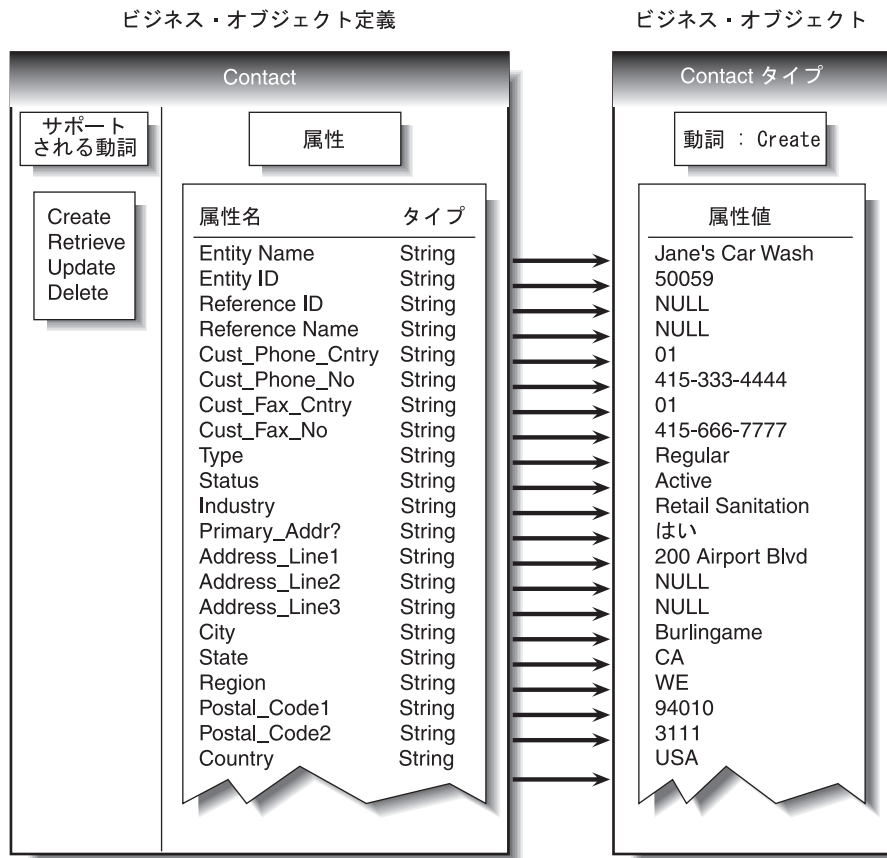 ビジネス・オブジェクト定義
Contact
サポート
される動詞
Create
Retrieve
Update
Delete
属性
属性名 タイプ
Entity Name String
Entity ID String
Reference ID String
Reference Name String
Cust_Phone_Cntry String
Cust_Phone_No String
Cust_Fax_Cntry String
Cust_Fax_No String
Type String
Status String
Industry String
Primary_Addr? String
Address_Line1 String
Address_Line2 String
Address_Line3 String
City String
State String
Region String
Postal_Code1 String
Postal_Code2 String
Country String
ビジネス・オブジェクト
Contact タイプ
動詞 : Create
属性値
Jane's Car Wash
50059
NULL
NULL
01
415-333-4444
01
415-666-7777
Regular
Active
Retail Sanitation
はい
200 Airport Blvd
NULL
NULL
Burlingame
CA
WE
94010
3111
USA